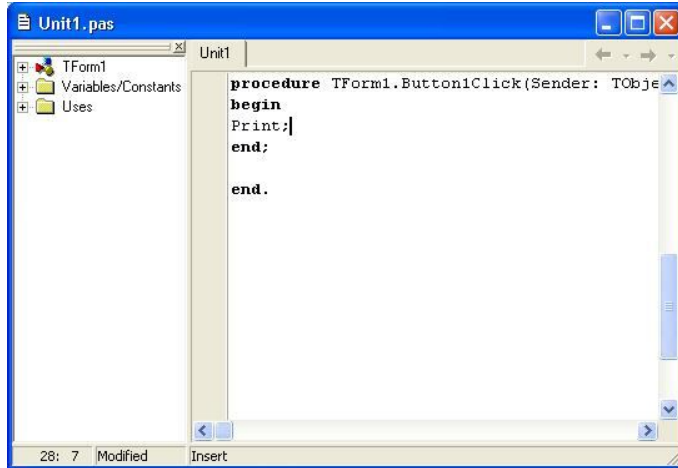 Unit1.pas
TForm1
Variables/Constants
Uses
Unit1
procedure TForm1.Button1Click(Sender: TObje
begin
Print;
end;
end.
28: 7 Modified Insert